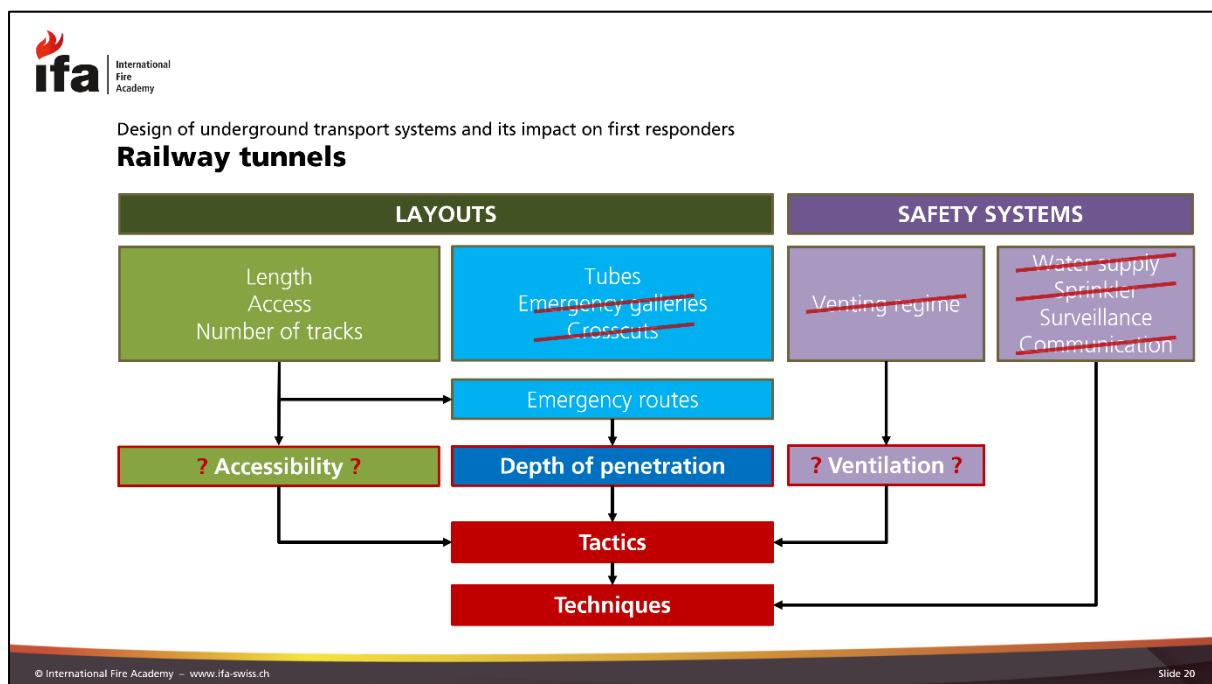 ifa
International
Fire
Academy
Design of underground transport systems and its impact on first responders
Railway tunnels
LAYOUTS
SAFETY SYSTEMS
Length
Access
Number of tracks
Tubes
Emergency galleries
Crosscuts
Venting regime
Water supply
Sprinkler
Surveillance
Communication
Emergency routes
? Accessibility ?
Depth of penetration
? Ventilation ?
Tactics
Techniques
© International Fire Academy – www.ifa-swiss.ch
Slide 20